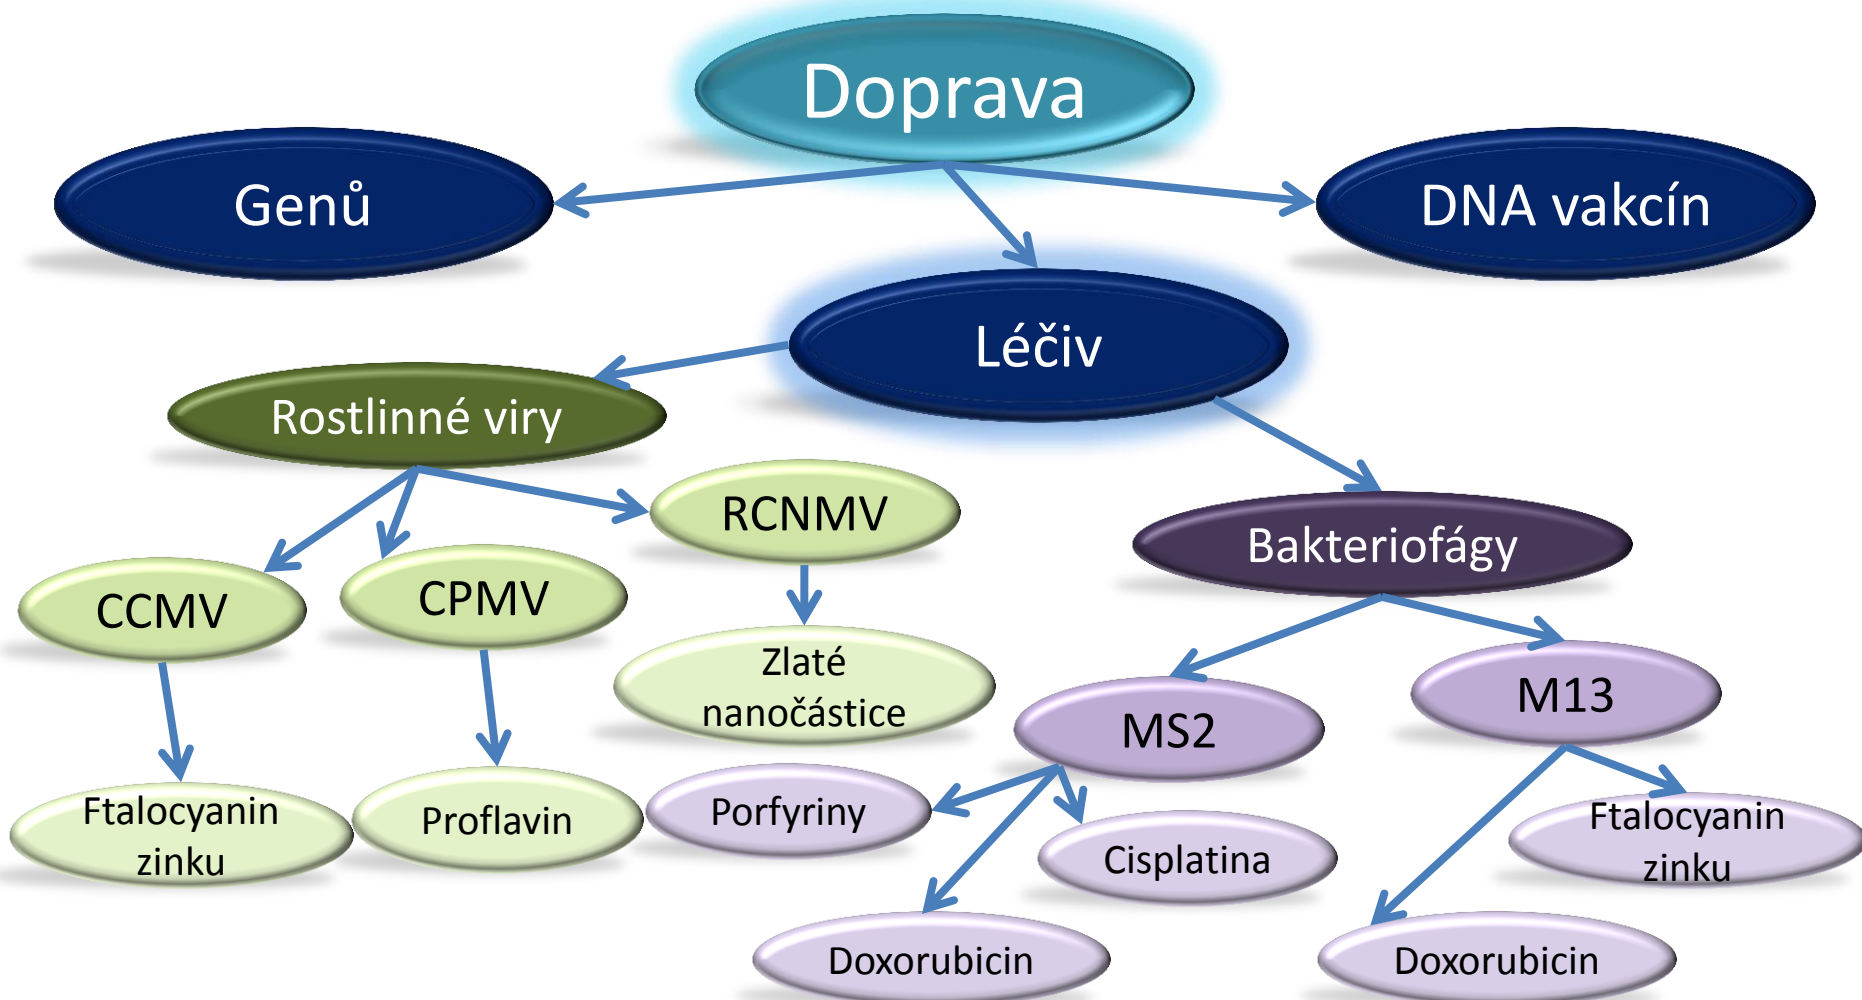 Doprava
Genů
DNA vakcín
Léčiv
Rostlinné viry
RCNMV
Bakteriofágy
CCMV
CPMV
Zlaté
nanočástice
M13
MS2
Ftalocyanin
zinku
Proflavin
Porfyriny
Cisplatina
Ftalocyanin
zinku
Doxorubicin
Doxorubicin